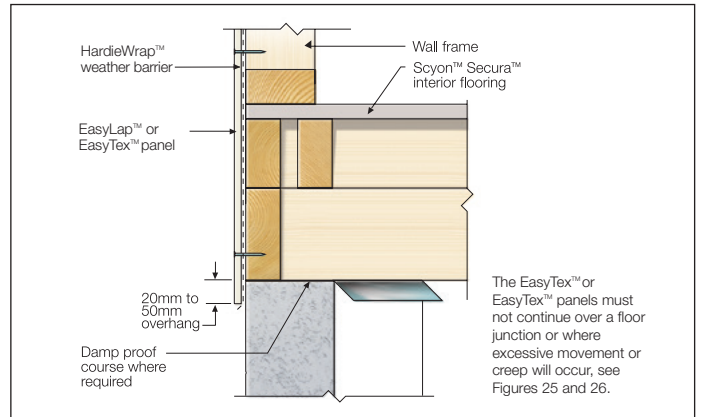 HardieWrap™
weather barrier
EasyLap™ or
EasyTex™ panel
20mm to
50mm
overhang
Damp proof
course where
required
Wall frame
Scyon™ Secura™
interior flooring
The EasyTex™ or
EasyTex™ panels must
not continue over a floor
junction or where
excessive movement or
creep will occur, see
Figures 25 and 26.